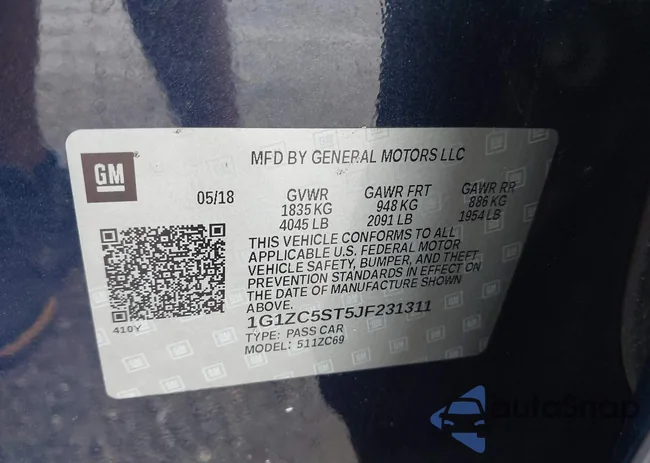 GM
MFD BY GENERAL MOTORS LLC
05/18 GVWR GAWR FRT GAWR RR
1835 KG 948 KG 886 KG
4045 LB 2091 LB 1954 LB
THIS VEHICLE CONFORMS TO ALL
APPLICABLE U.S. FEDERAL MOTOR
VEHICLE SAFETY, BUMPER, AND THEFT
PREVENTION STANDARDS IN EFFECT ON
THE DATE OF MANUFACTURE SHOWN
ABOVE.
410Y
1G1ZC5ST5JF231311
TYPE: PASS CAR
MODEL: 511ZC69
autoSnap